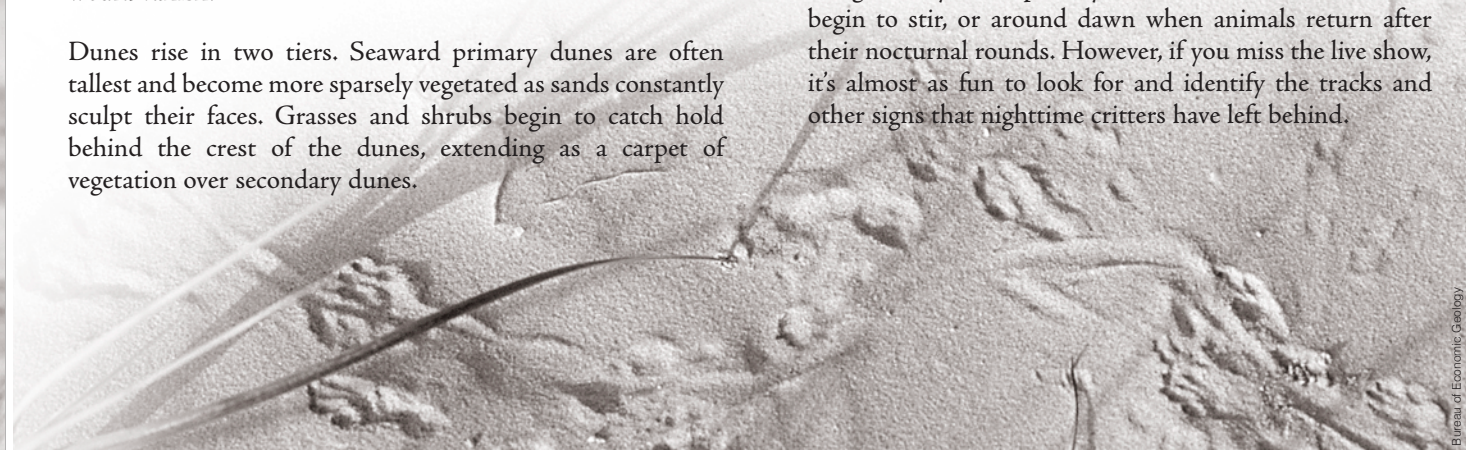 Dunes rise in two tiers. Seaward primary dunes are often
tallest and become more sparsely vegetated as sands constantly
sculpt their faces. Grasses and shrubs begin to catch hold
behind the crest of the dunes, extending as a carpet of
vegetation over secondary dunes.
begin to stir, or around dawn when animals return after
their nocturnal rounds. However, if you miss the live show,
it's almost as fun to look for and identify the tracks and
other signs that nighttime critters have left behind.
Bureau of Economic Geology